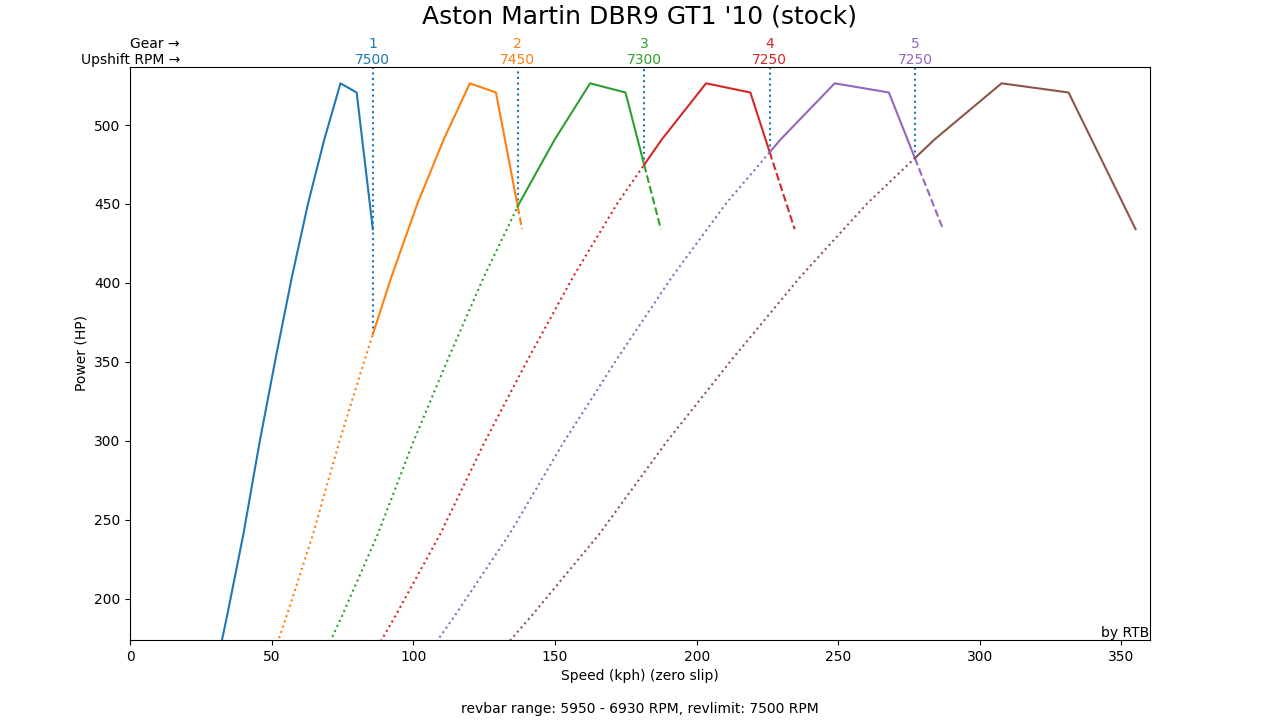 Aston Martin DBR9 GT1 '10 (stock)
Gear → 1 2 3 4 5
Upshift RPM → 7500 7450 7300 7250 7250
500
450
400
350
300
250
200
Power (HP)
by RTB
0 50 100 150 200 250 300 350
Speed (kph) (zero slip)
revbar range: 5950 - 6930 RPM, revlimit: 7500 RPM